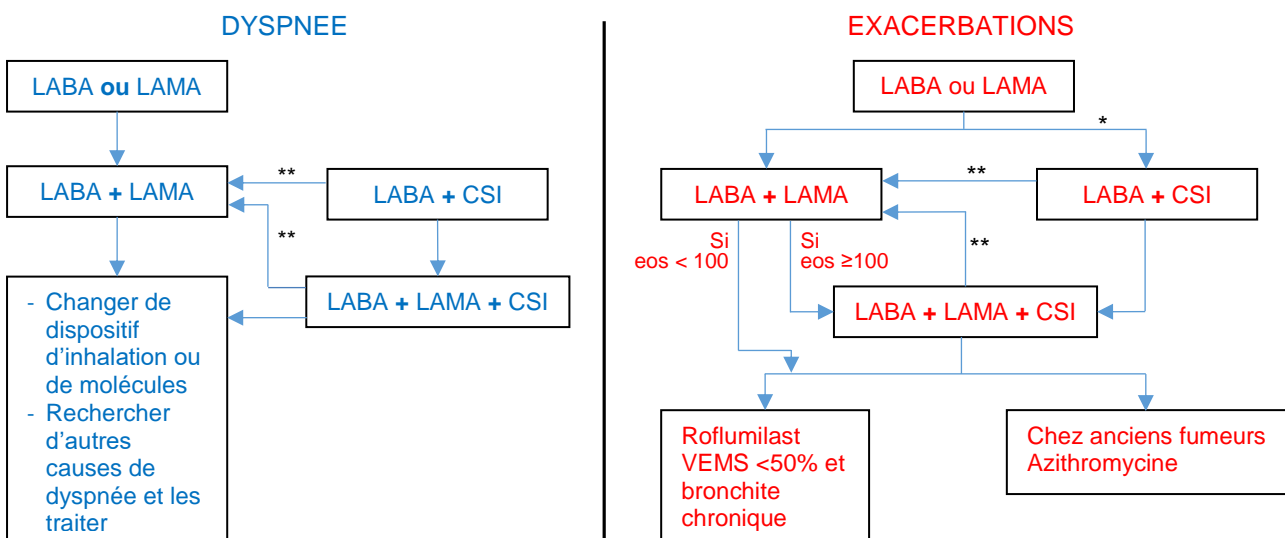 DYSPNEE
LABA ou LAMA
LABA + LAMA
**
LABA + CSI
**
LABA + LAMA + CSI
- Changer de
dispositif
d'inhalation ou
de molécules
- Rechercher
d'autres
causes de
dyspnée et les
traiter
EXACERBATIONS
LABA ou LAMA
*
LABA + LAMA
**
LABA + CSI
Si
eos < 100
Si
eos ≥100
**
LABA + LAMA + CSI
Roflumilast
VEMS <50% et
bronchite
chronique
Chez anciens fumeurs
Azithromycine